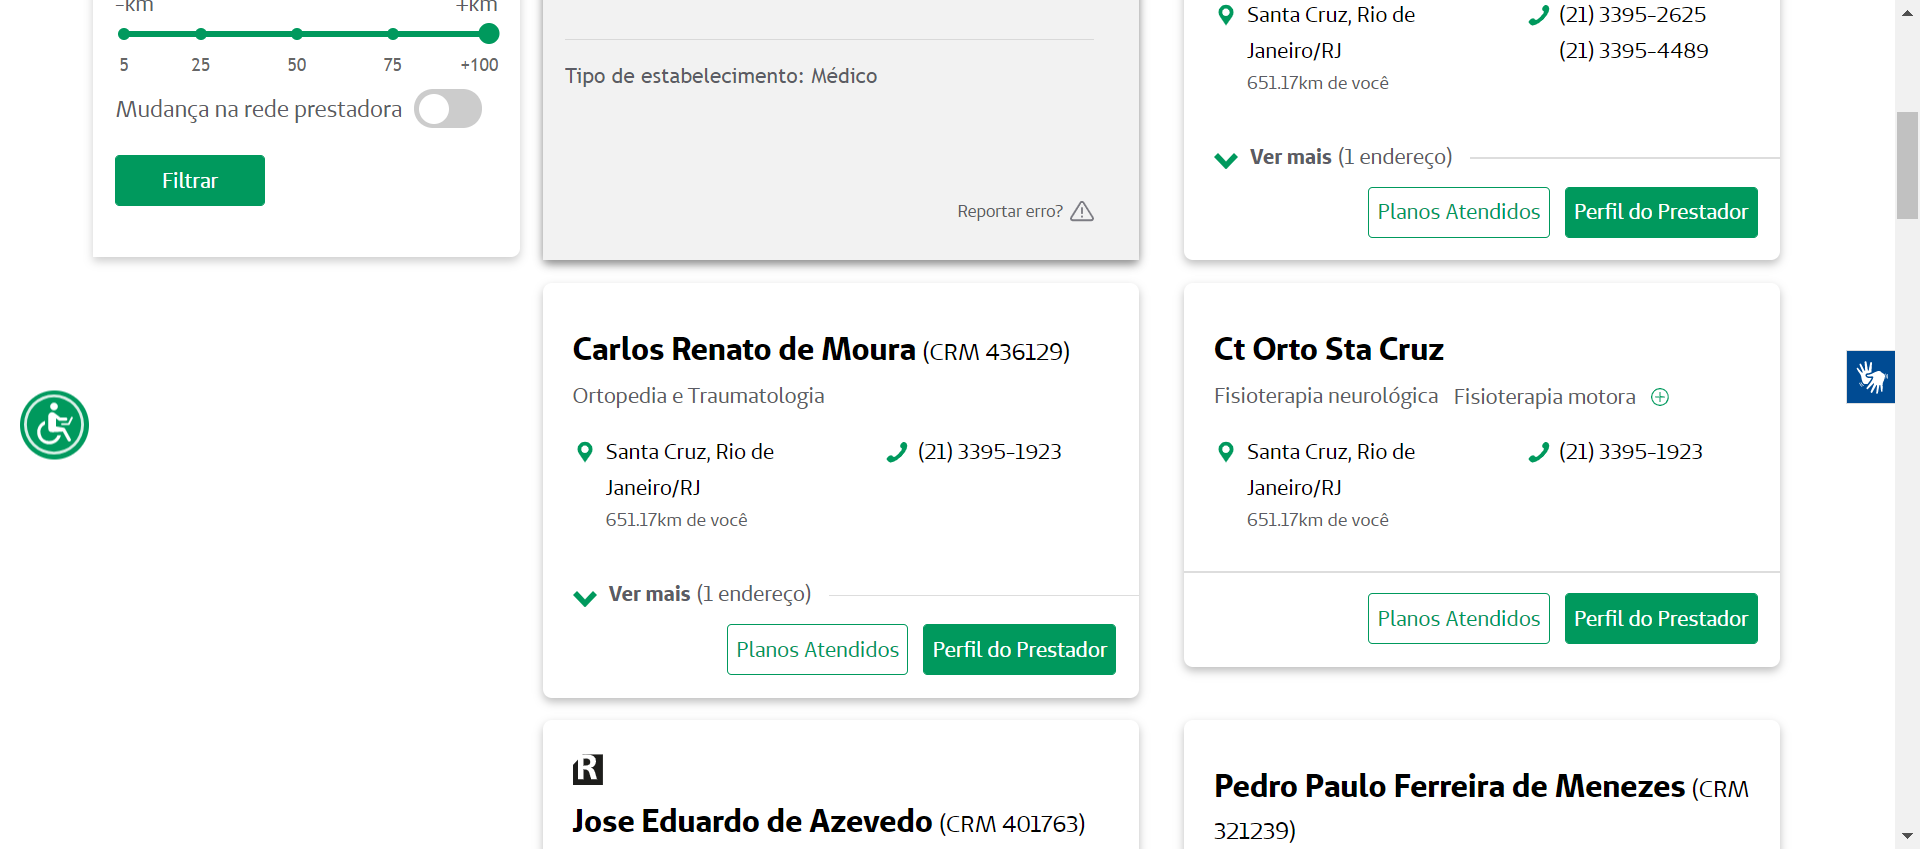 -km
+km
5 25 50 75 +100
Mudança na rede prestadora
Filtrar
Tipo de estabelecimento: Médico
Reportar erro?
Santa Cruz, Rio de
Janeiro/RJ
651.17km de você
(21) 3395-2625
(21) 3395-4489
Ver mais (1 endereço)
Planos Atendidos
Perfil do Prestador
Carlos Renato de Moura (CRM 436129)
Ortopedia e Traumatologia
Santa Cruz, Rio de
Janeiro/RJ
651.17km de você
(21) 3395-1923
Ver mais (1 endereço)
Planos Atendidos
Perfil do Prestador
Ct Orto Sta Cruz
Fisioterapia neurológica Fisioterapia motora
Santa Cruz, Rio de
Janeiro/RJ
651.17km de você
(21) 3395-1923
Planos Atendidos
Perfil do Prestador
R
Jose Eduardo de Azevedo (CRM 401763)
Pedro Paulo Ferreira de Menezes (CRM
321239)